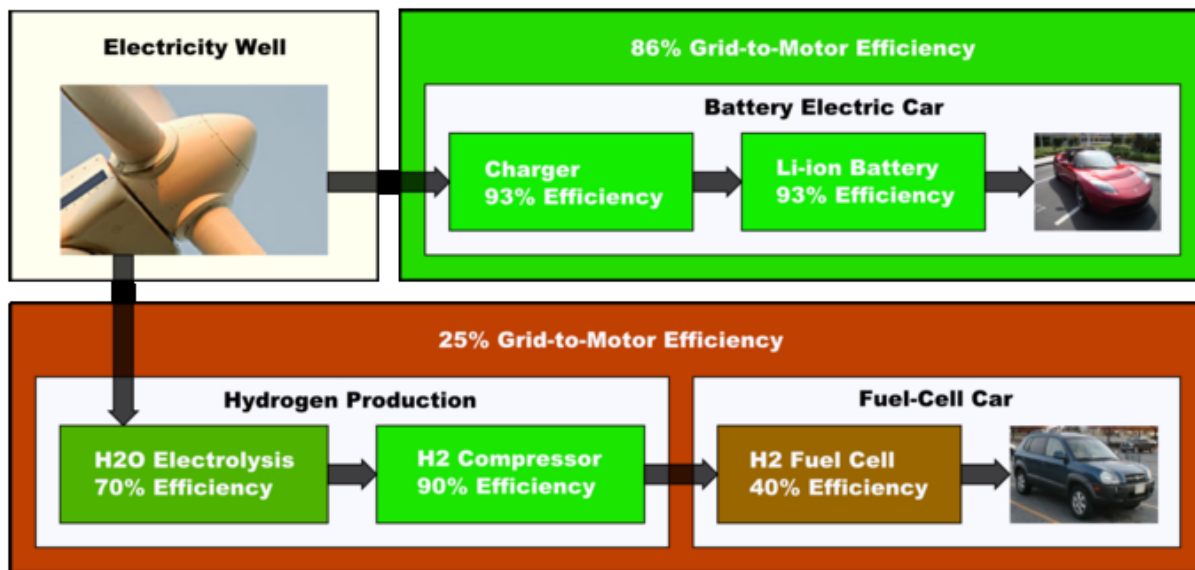 Electricity Well
86% Grid-to-Motor Efficiency
Battery Electric Car
Charger
93% Efficiency
Li-ion Battery
93% Efficiency
25% Grid-to-Motor Efficiency
Hydrogen Production
Fuel-Cell Car
H2O Electrolysis
70% Efficiency
H2 Compressor
90% Efficiency
H2 Fuel Cell
40% Efficiency